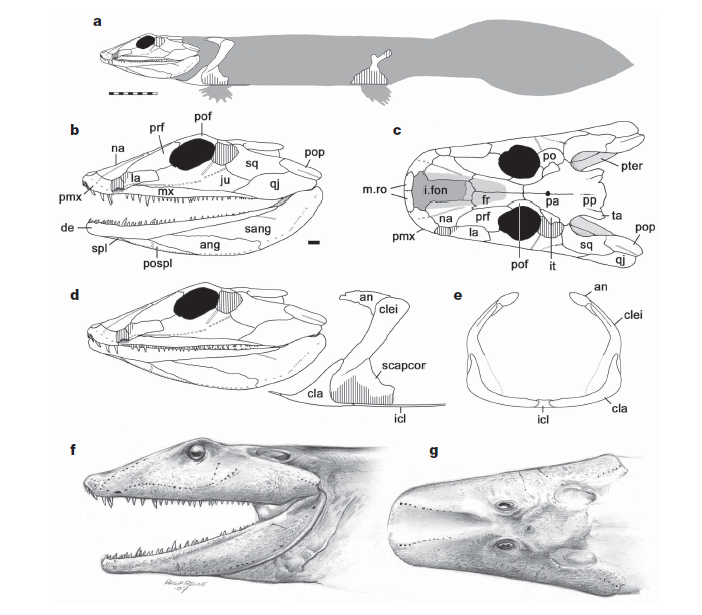 a
b
pof
prf
na
pop
sq
la
ju
qj
mx
pmx
de
sang
spl
ang
pospl
c
po
pter
m.ro
i.fon
fr
pa
pp
na
prf
ta
pmx
la
pop
sq
qj
pof
it
d
an
clei
scapcor
cla
icl
e
an
clei
cla
icl
f
g